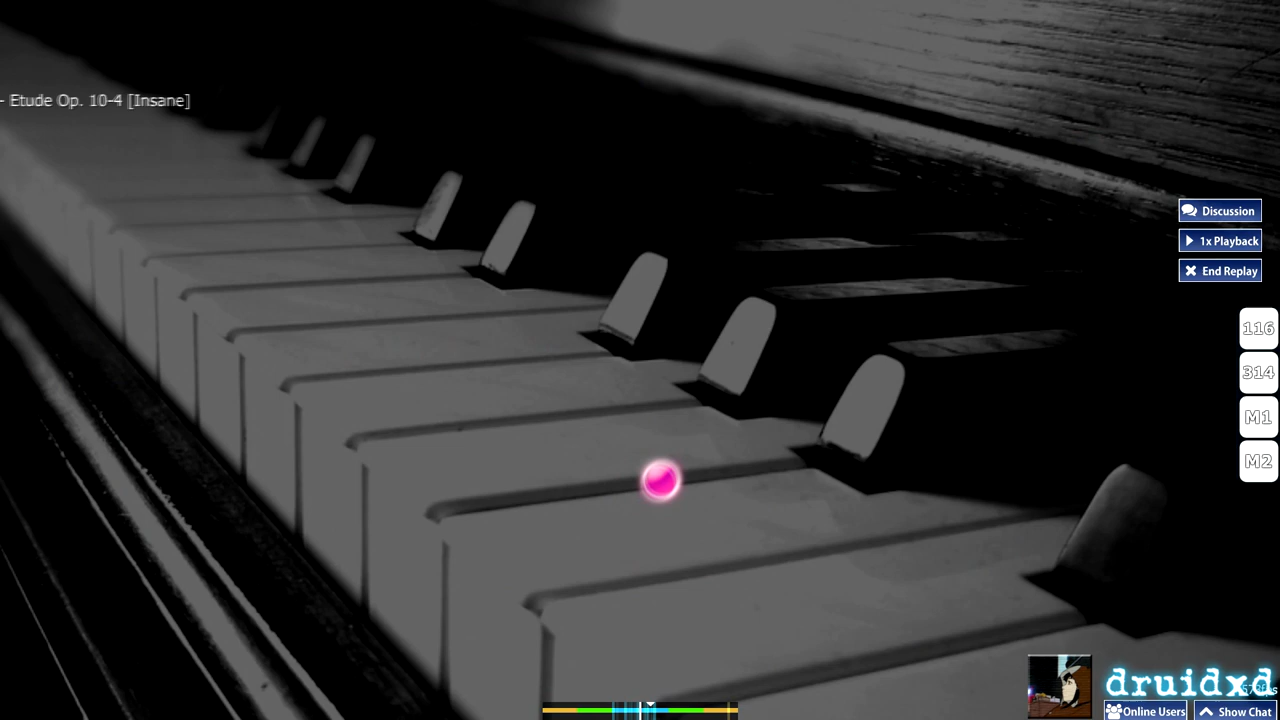 - Etude Op. 10-4 [Insane]
Discussion
1x Playback
End Replay
116
314
M1
M2
druidxd
Online Users
Show Chat